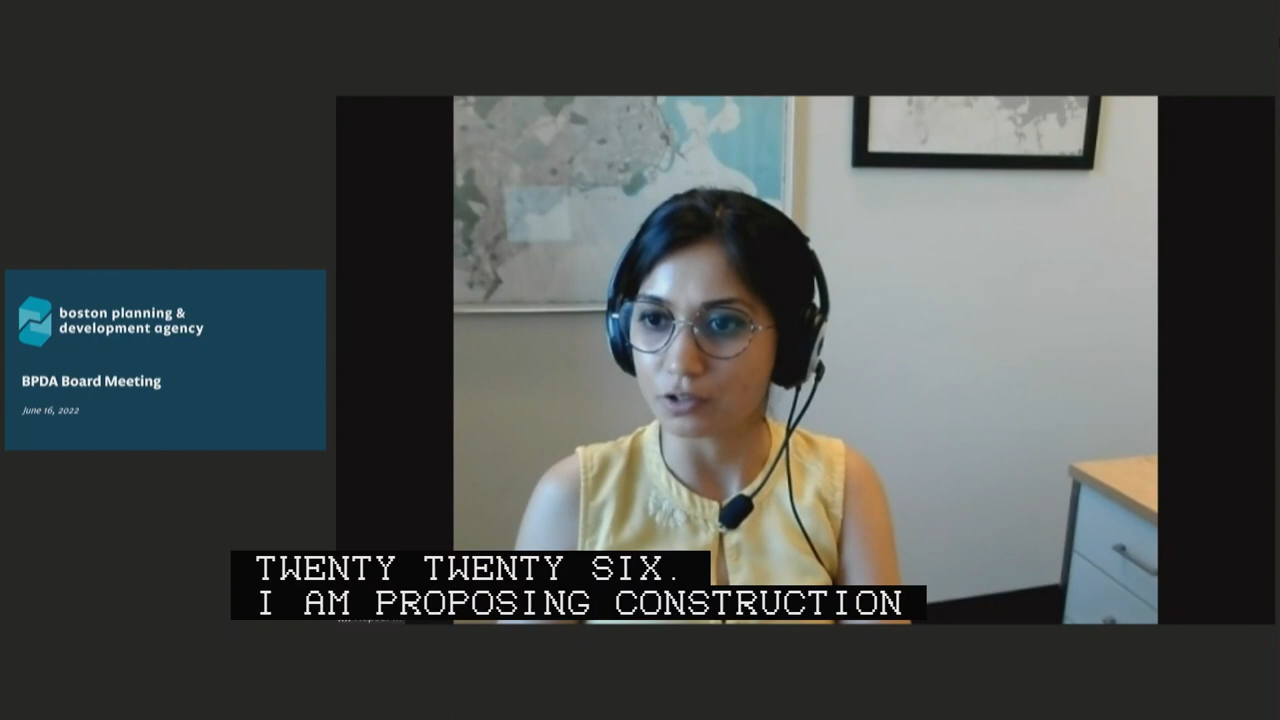 boston planning &
development agency
BPDA Board Meeting
June 16, 2022
TWENTY TWENTY SIX.
I AM PROPOSING CONSTRUCTION